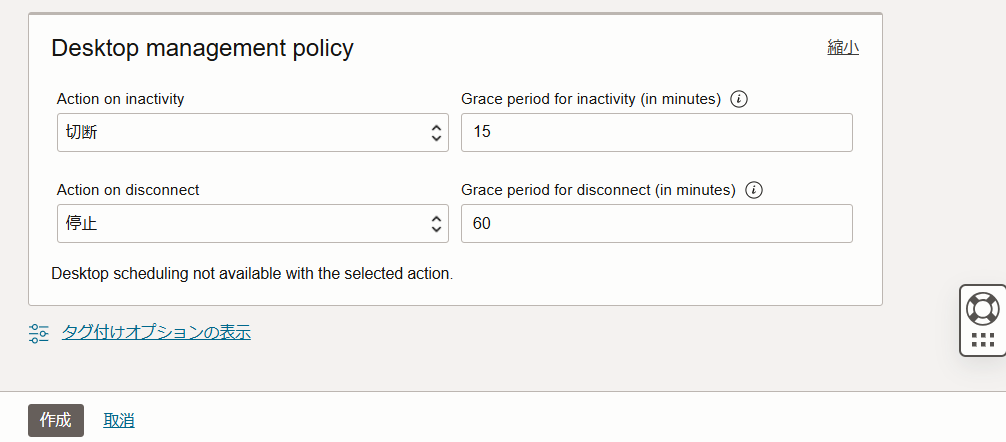 Desktop management policy
縮小
Action on inactivity
Grace period for inactivity (in minutes)
切断
15
Action on disconnect
Grace period for disconnect (in minutes)
停止
60
Desktop scheduling not available with the selected action.
タグ付けオプションの表示
作成
取消